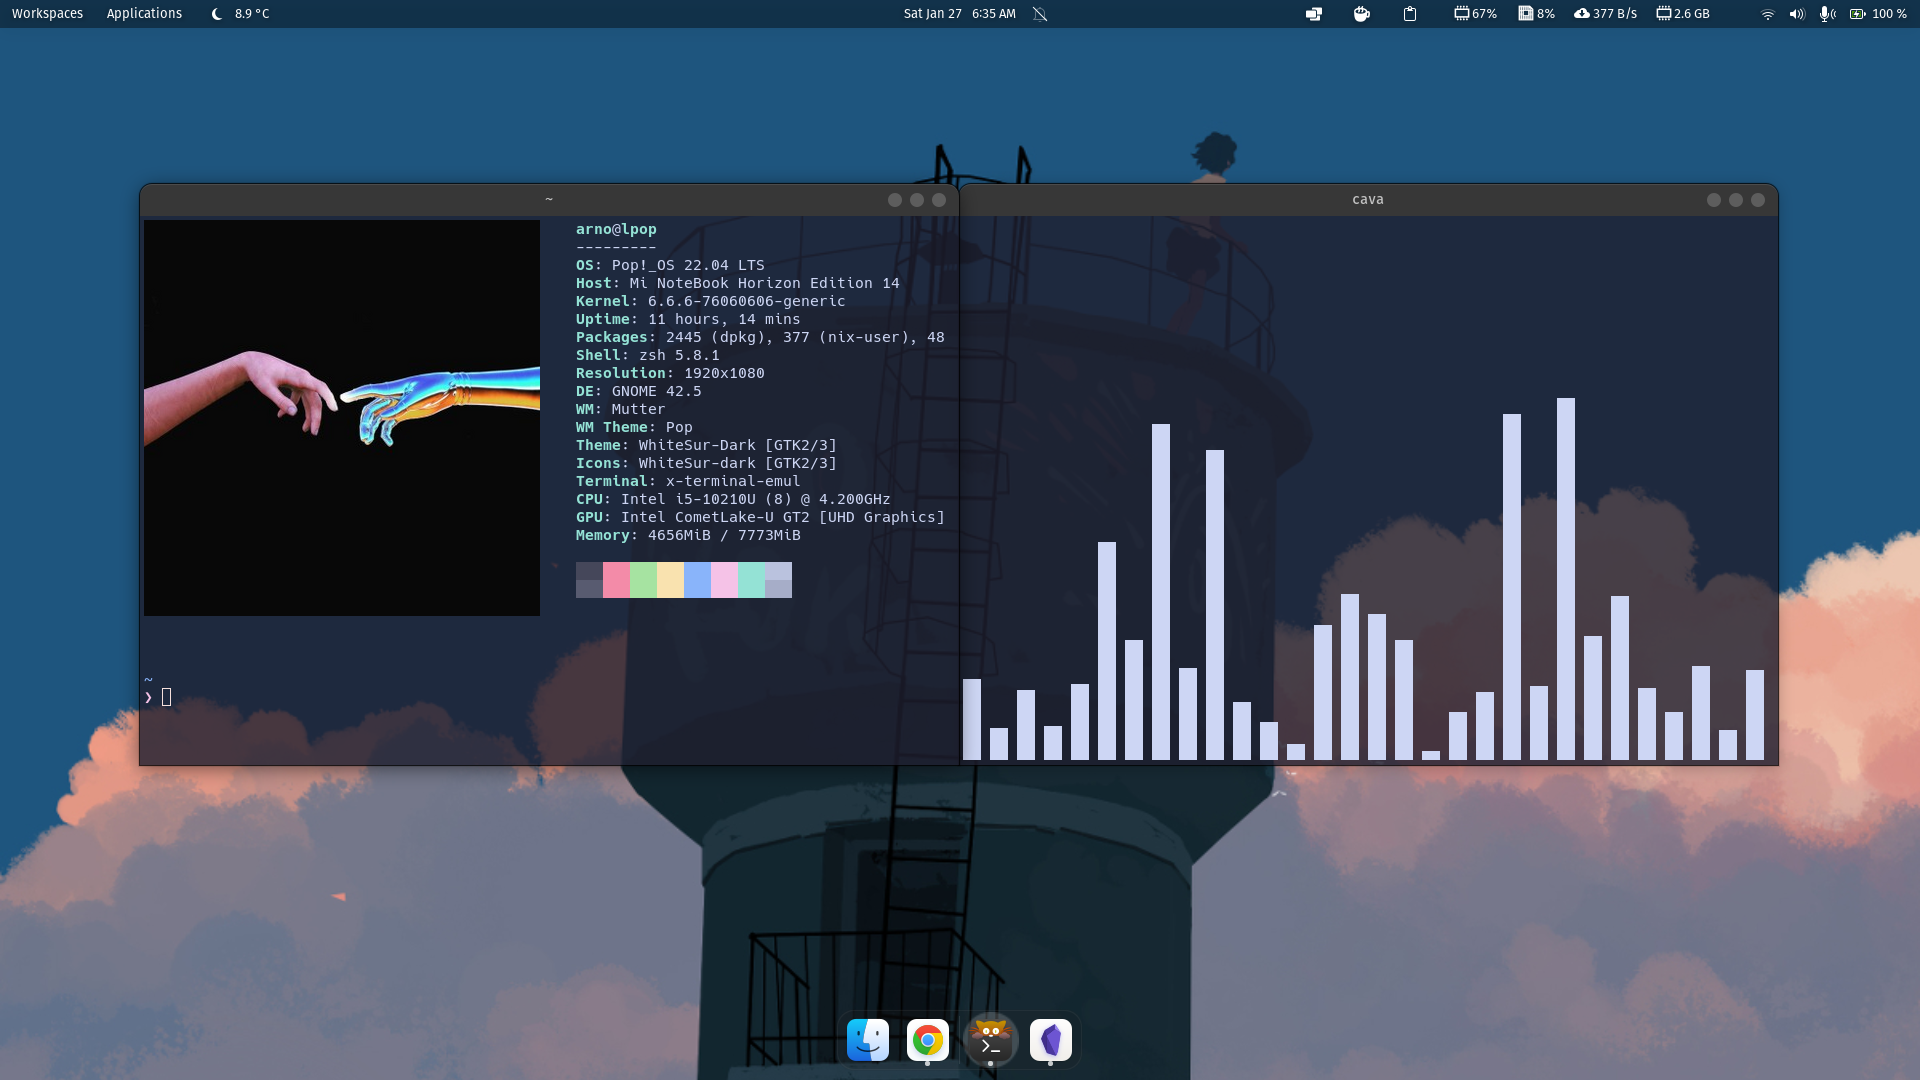 Workspaces Applications 8.9 °C Sat Jan 27 6:35 AM 67% 8% 377 B/s 2.6 GB 100 %
~
arno@lpop
---------
OS: Pop!_OS 22.04 LTS
Host: Mi NoteBook Horizon Edition 14
Kernel: 6.6.6-76060606-generic
Uptime: 11 hours, 14 mins
Packages: 2445 (dpkg), 377 (nix-user), 48
Shell: zsh 5.8.1
Resolution: 1920x1080
DE: GNOME 42.5
WM: Mutter
WM Theme: Pop
Theme: WhiteSur-Dark [GTK2/3]
Icons: WhiteSur-dark [GTK2/3]
Terminal: x-terminal-emul
CPU: Intel i5-10210U (8) @ 4.200GHz
GPU: Intel CometLake-U GT2 [UHD Graphics]
Memory: 4656MiB / 7773MiB
~
❯
cava